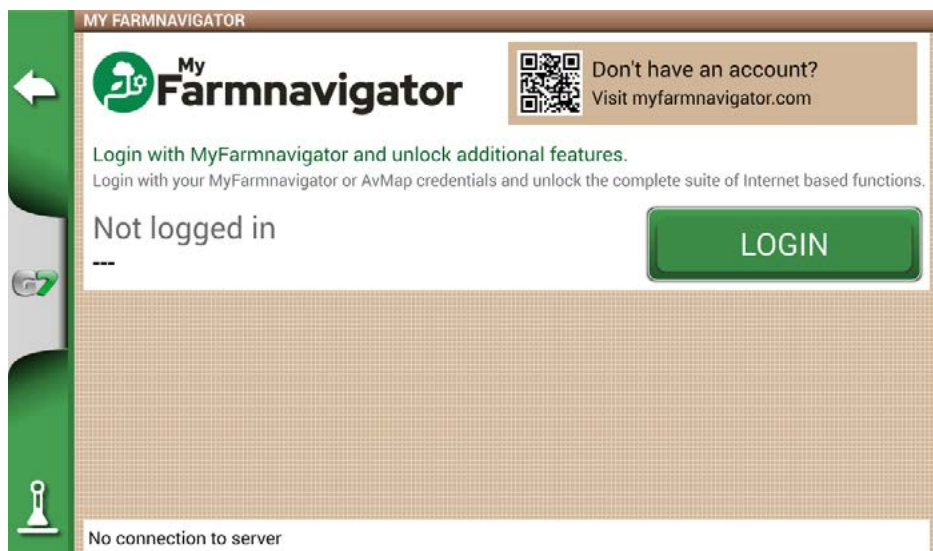 MY FARMNAVIGATOR
My
Farmnavigator
Don't have an account?
Visit myfarmnavigator.com
Login with MyFarmnavigator and unlock additional features.
Login with your MyFarmnavigator or AvMap credentials and unlock the complete suite of Internet based functions.
Not logged in
---
LOGIN
G7
No connection to server